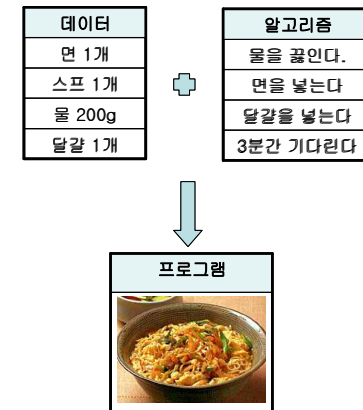 데이터
면 1개
스프 1개
물 200g
달걀 1개
알고리즘
물을 끓인다.
면을 넣는다
달걀을 넣는다
3분간 기다린다
프로그램